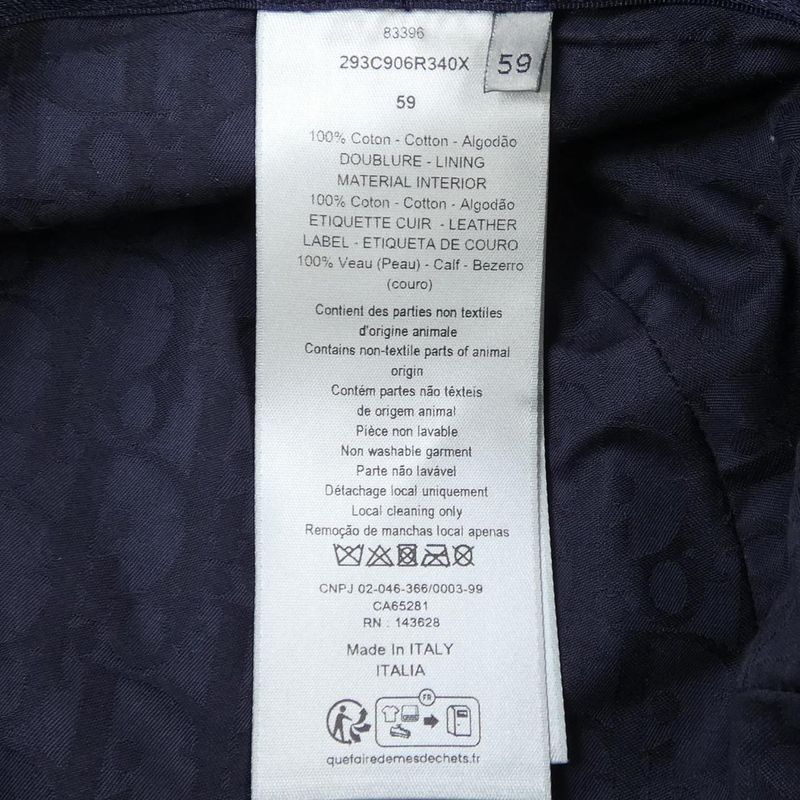 83396
293C906R340X
59
59
100% Coton - Cotton - Algodão
DOUBLURE - LINING
MATERIAL INTERIOR
100% Coton - Cotton - Algodão
ETIQUETTE CUIR - LEATHER
LABEL - ETIQUETA DE COURO
100% Veau (Peau) - Calf - Bezerro
(couro)
Contient des parties non textiles
d'origine animale
Contains non-textile parts of animal
origin
Contém partes não têxteis
de origem animal
Pièce non lavable
Non washable garment
Parte não lavável
Détachage local uniquement
Local cleaning only
Remoção de manchas local apenas
CNPJ 02-046-366/0003-99
CA65281
RN : 143628
Made In ITALY
ITALIA
FR
quefairedemesdechets.fr